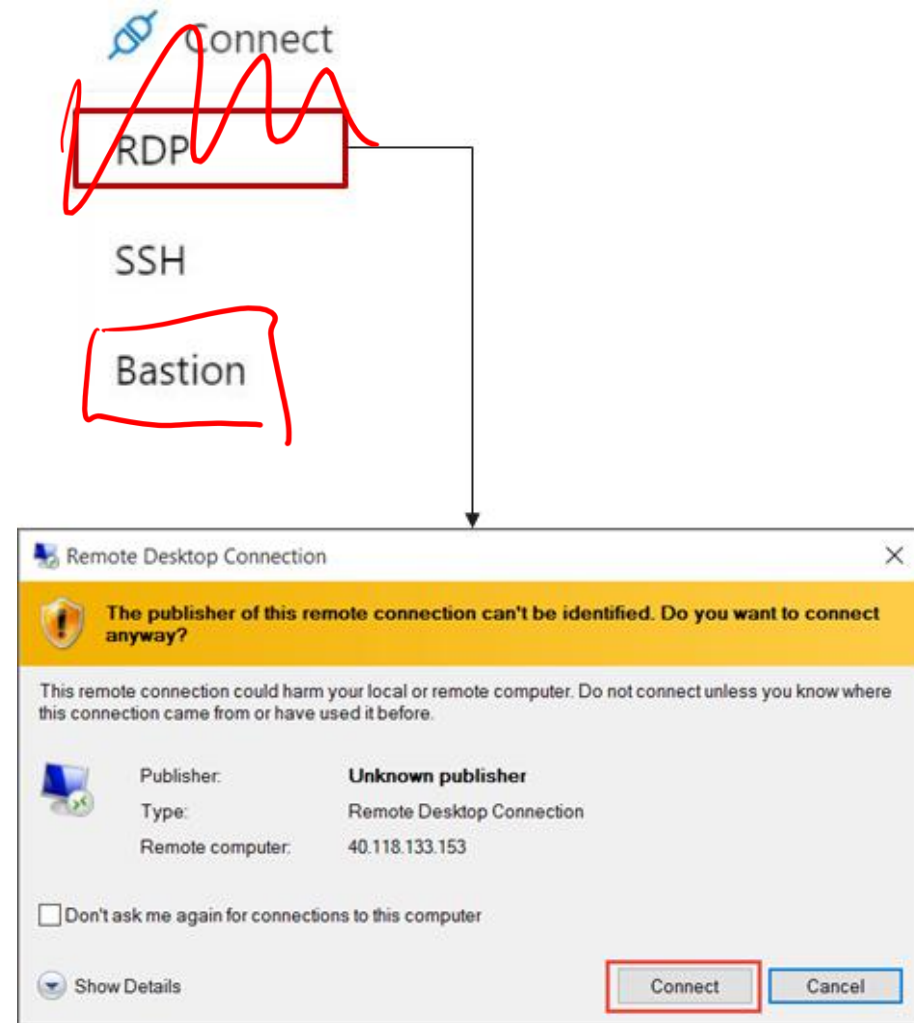 Connect
RDP
SSH
Bastion
Remote Desktop Connection
The publisher of this remote connection can't be identified. Do you want to connect
anyway?
This remote connection could harm your local or remote computer. Do not connect unless you know where
this connection came from or have used it before.
Publisher: Unknown publisher
Type: Remote Desktop Connection
Remote computer: 40.118.133.153
Don't ask me again for connections to this computer
Show Details Connect Cancel